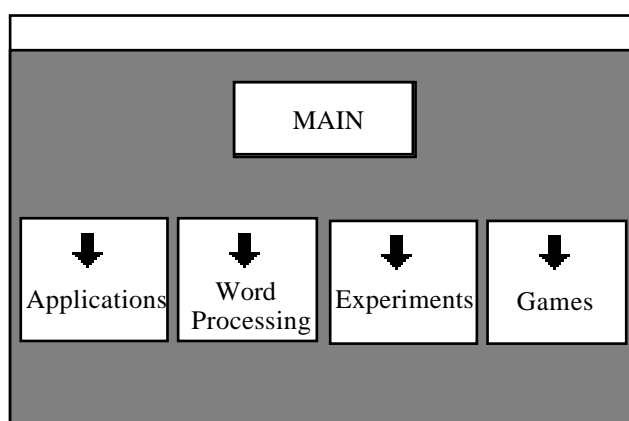 MAIN
Applications
Word
Processing
Experiments
Games